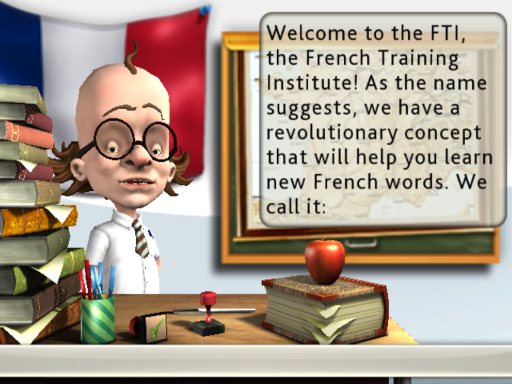 Welcome to the FTI,
the French Training
Institute! As the name
suggests, we have a
revolutionary concept
that will help you learn
new French words. We
call it: